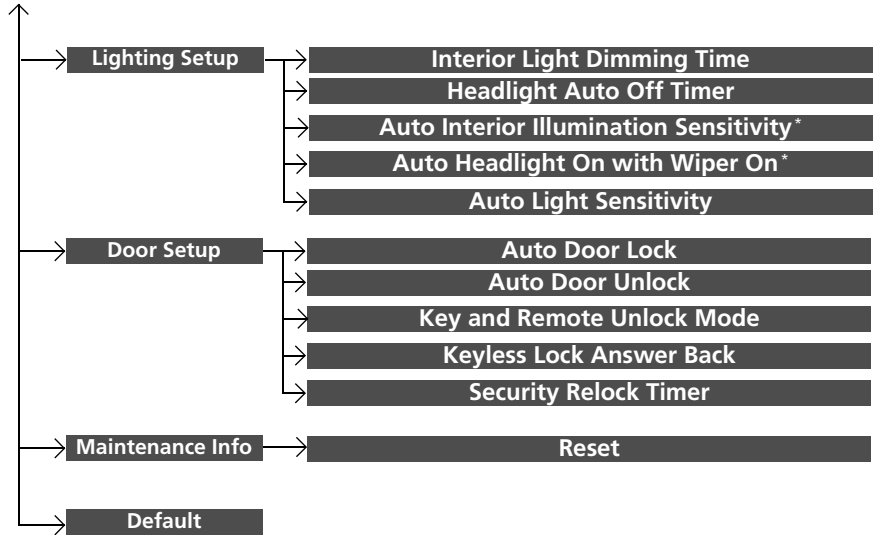 Lighting Setup
Interior Light Dimming Time
Headlight Auto Off Timer
Auto Interior Illumination Sensitivity*
Auto Headlight On with Wiper On*
Auto Light Sensitivity
Door Setup
Auto Door Lock
Auto Door Unlock
Key and Remote Unlock Mode
Keyless Lock Answer Back
Security Relock Timer
Maintenance Info
Reset
Default